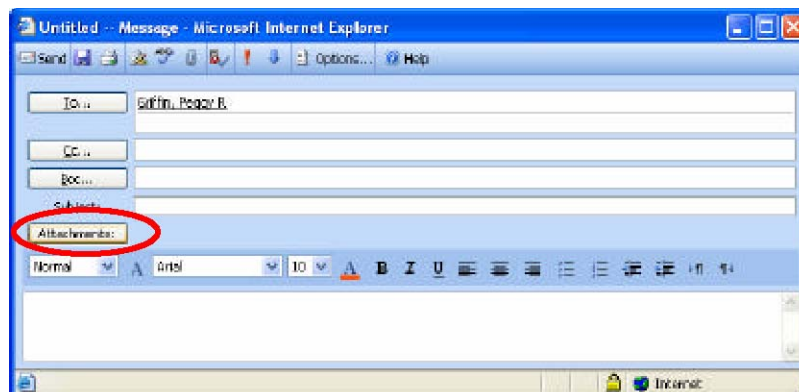 Untitled -- Message - Microsoft Internet Explorer
Send Options... Help
To... Griffin, Peggy R.
Cc...
Bcc...
Subject:
Attachments:
Normal A Arial 10 A B I U
Internet